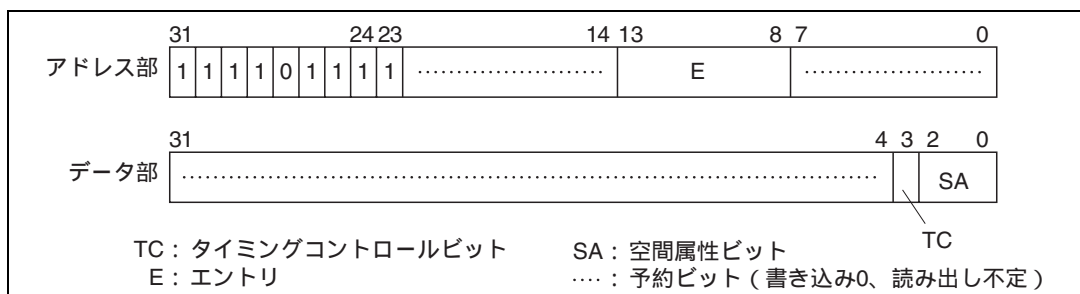 31 24 23 14 13 8 7 0
アドレス部 1 1 1 1 0 1 1 1 1 ........................ E ........................
31 4 3 2 0
データ部 ................................................................................ SA
TC
TC : タイミングコントロールビット SA : 空間属性ビット
E : エントリ ‥‥ : 予約ビット ( 書き込み0、読み出し不定 )